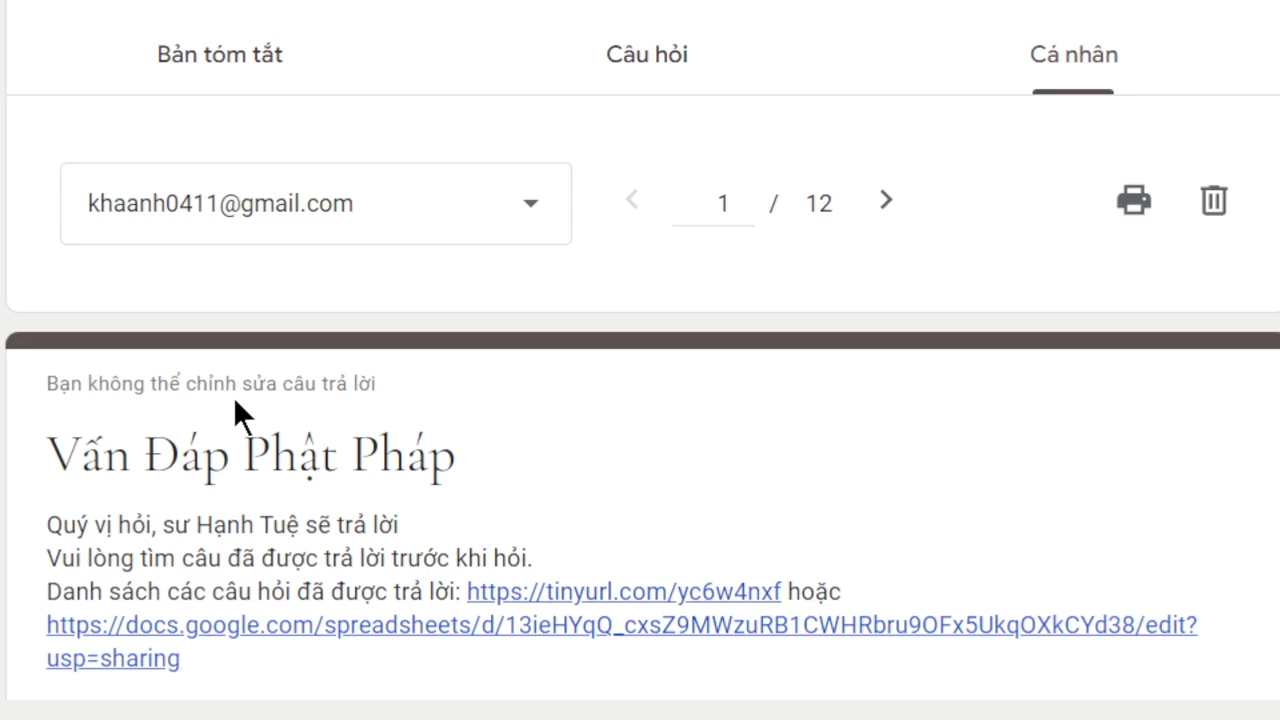 Bản tóm tắt
Câu hỏi
Cá nhân
khaanh0411@gmail.com
1 / 12
Bạn không thể chỉnh sửa câu trả lời
Vấn Đáp Phật Pháp
Quý vị hỏi, sư Hạnh Tuệ sẽ trả lời
Vui lòng tìm câu đã được trả lời trước khi hỏi.
Danh sách các câu hỏi đã được trả lời: https://tinyurl.com/yc6w4nxf hoặc
https://docs.google.com/spreadsheets/d/13ieHYqQ_cxsZ9MWzuRB1CWHRbru9OFx5UkqOXkCYd38/edit?
usp=sharing